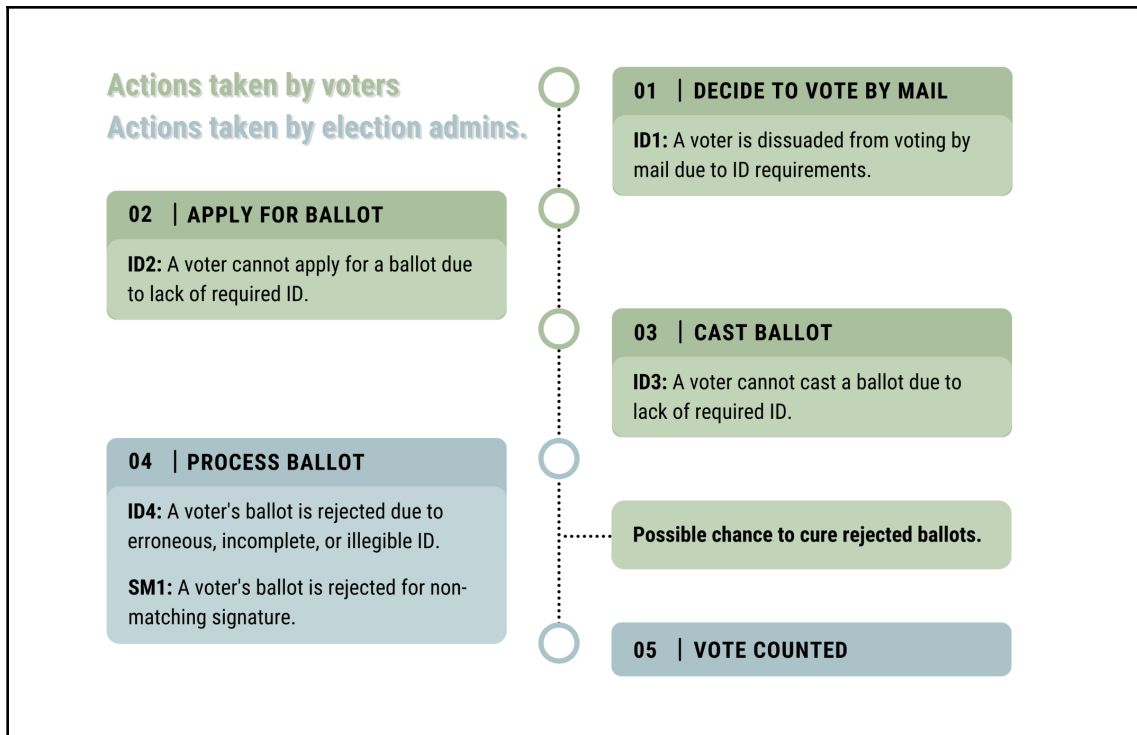 Actions taken by voters
Actions taken by election admins.
01 | DECIDE TO VOTE BY MAIL
ID1: A voter is dissuaded from voting by
mail due to ID requirements.
02 | APPLY FOR BALLOT
ID2: A voter cannot apply for a ballot due
to lack of required ID.
03 | CAST BALLOT
ID3: A voter cannot cast a ballot due to
lack of required ID.
04 | PROCESS BALLOT
ID4: A voter's ballot is rejected due to
erroneous, incomplete, or illegible ID.
SM1: A voter's ballot is rejected for non-
matching signature.
Possible chance to cure rejected ballots.
05 | VOTE COUNTED